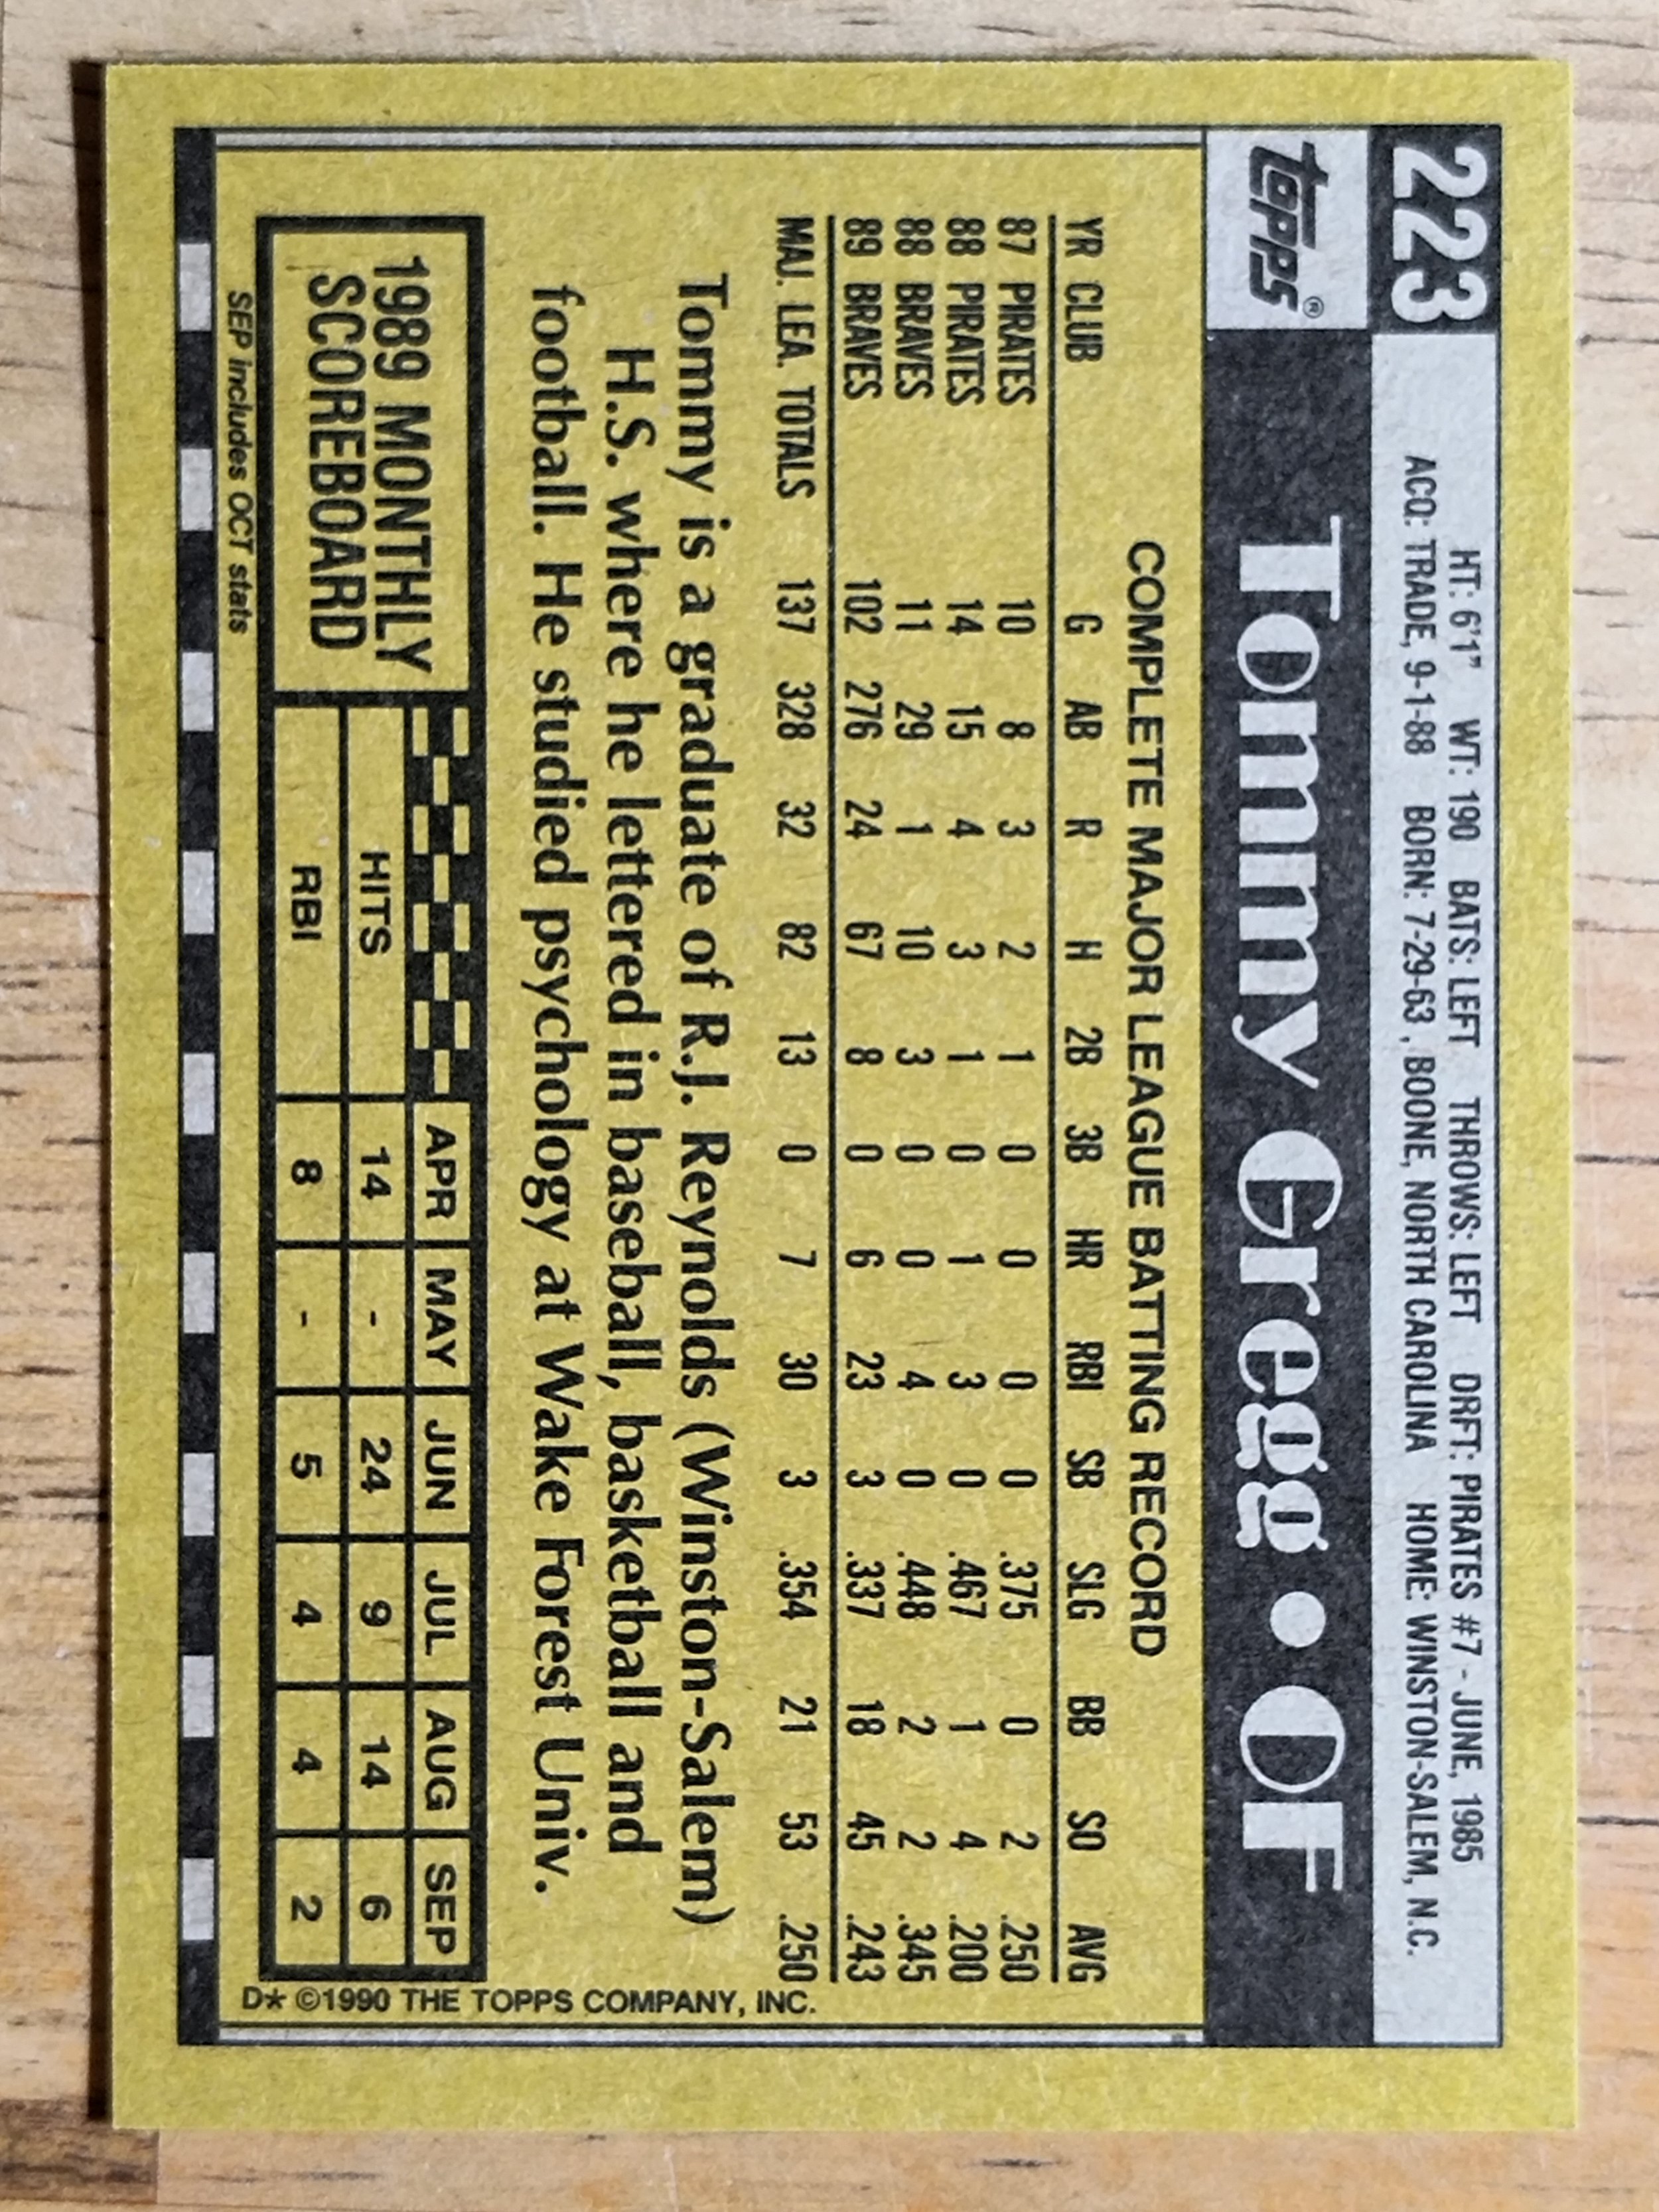 223
HT: 6'1" WT: 190 BATS: LEFT THROWS: LEFT DRFT: PIRATES #7 - JUNE, 1985
ACQ: TRADE, 9-1-88 BORN: 7-29-63, BOONE, NORTH CAROLINA HOME: WINSTON-SALEM, N.C.
topps®
Tommy Gregg • OF
COMPLETE MAJOR LEAGUE BATTING RECORD
YR CLUB G AB R H 2B 3B HR RBI SB SLG BB SO AVG
87 PIRATES 10 8 3 2 1 0 0 0 0 .375 0 2 .250
88 PIRATES 14 15 4 3 1 0 1 3 0 .467 1 4 .200
88 BRAVES 11 29 1 10 3 0 0 4 0 .448 2 2 .345
89 BRAVES 102 276 24 67 8 0 6 23 3 .337 18 45 .243
MAJ. LEA. TOTALS 137 328 32 82 13 0 7 30 3 .354 21 53 .250
Tommy is a graduate of R.J. Reynolds (Winston-Salem)
H.S. where he lettered in baseball, basketball and
football. He studied psychology at Wake Forest Univ.
1989 MONTHLY
SCOREBOARD
APR MAY JUN JUL AUG SEP
HITS 14 - 24 9 14 6
RBI 8 - 5 4 4 2
SEP includes OCT stats
D* ©1990 THE TOPPS COMPANY, INC.